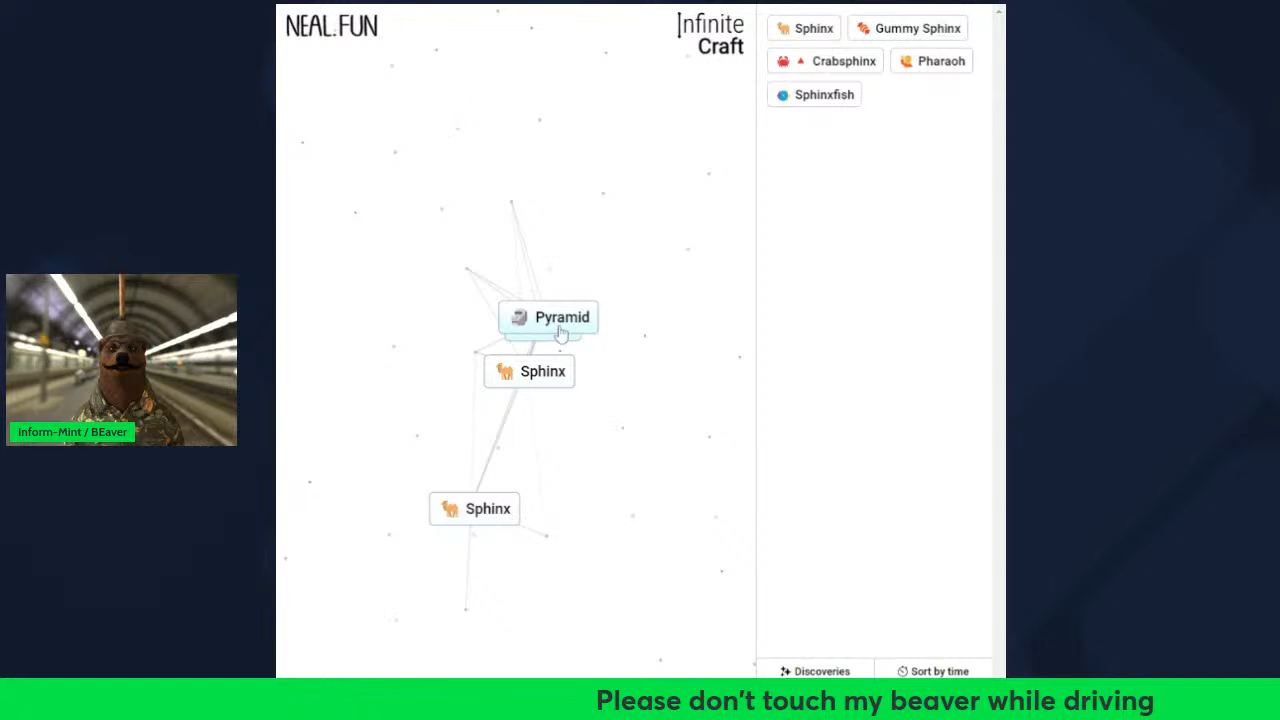 NEAL.FUN
Infinite
Craft
Sphinx
Gummy Sphinx
Crabsphinx
Pharaoh
Sphinxfish
Pyramid
Sphinx
Sphinx
Inform-Mint / BEaver
Discoveries
Sort by time
Please don't touch my beaver while driving